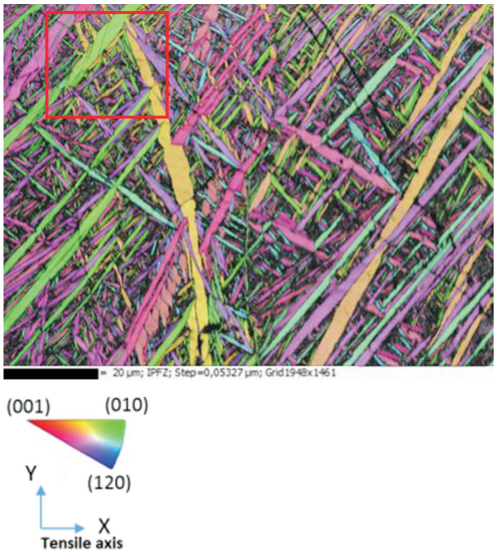 = 20 µm; IPFZ; Step=0,05327 µm; Grid1948x1461
(001) (010)
(120)
Y
X
Tensile axis